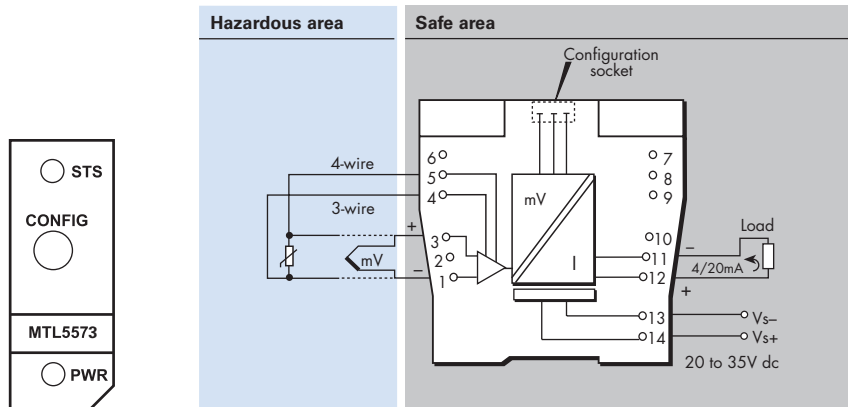 Hazardous area
Safe area
Configuration
socket
STS
CONFIG
MTL5573
PWR
4-wire
3-wire
+
mV
–
6
5
4
3
2
1
mV
I
7
8
9
10
11
12
13
14
Load
–
4/20mA
+
Vs–
Vs+
20 to 35V dc